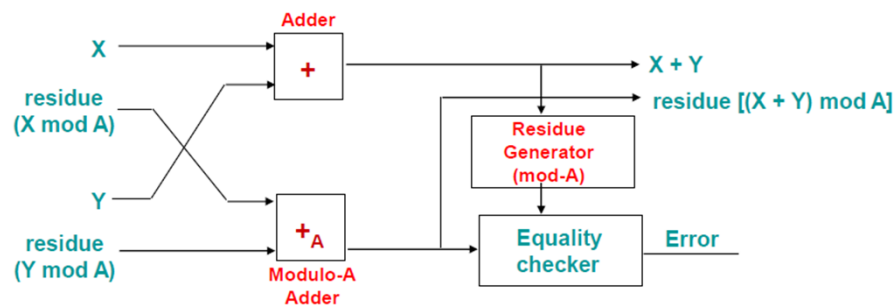 Adder
X
+
X + Y
residue
(X mod A)
residue [(X + Y) mod A]
Residue
Generator
(mod-A)
Y
+A
Equality
checker
Error
residue
(Y mod A)
Modulo-A
Adder